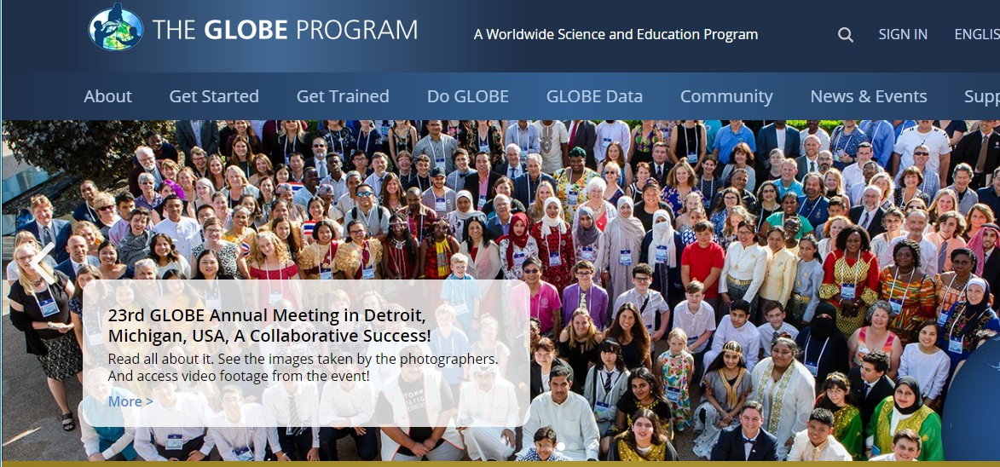 THE GLOBE PROGRAM
A Worldwide Science and Education Program
SIGN IN
ENGLIS
About
Get Started
Get Trained
Do GLOBE
GLOBE Data
Community
News & Events
Supp
23rd GLOBE Annual Meeting in Detroit,
Michigan, USA, A Collaborative Success!
Read all about it. See the images taken by the photographers.
And access video footage from the event!
More >